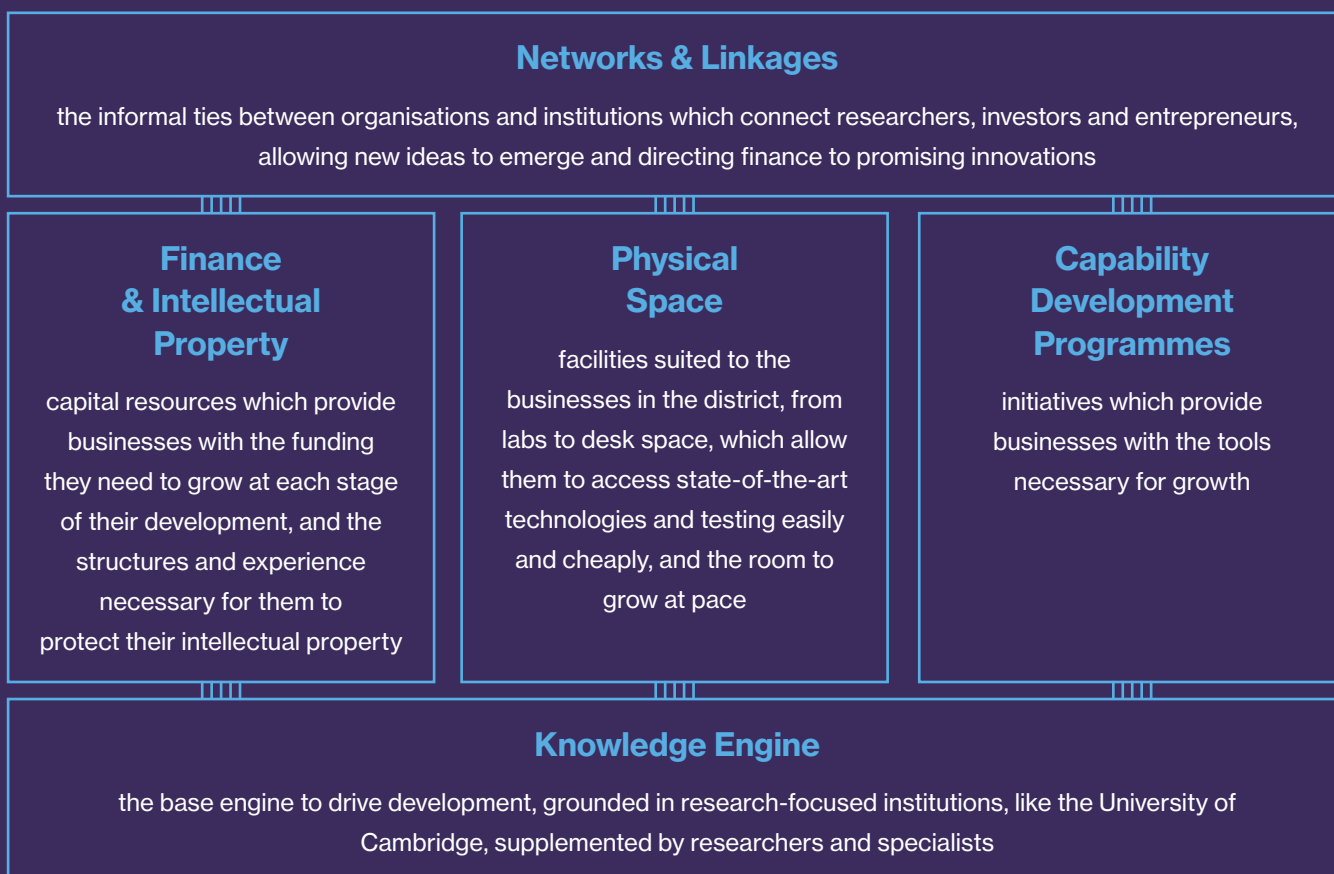 Networks & Linkages
the informal ties between organisations and institutions which connect researchers, investors and entrepreneurs,
allowing new ideas to emerge and directing finance to promising innovations
Finance
& Intellectual
Property
capital resources which provide
businesses with the funding
they need to grow at each stage
of their development, and the
structures and experience
necessary for them to
protect their intellectual property
Physical
Space
facilities suited to the
businesses in the district, from
labs to desk space, which allow
them to access state-of-the-art
technologies and testing easily
and cheaply, and the room to
grow at pace
Capability
Development
Programmes
initiatives which provide
businesses with the tools
necessary for growth
Knowledge Engine
the base engine to drive development, grounded in research-focused institutions, like the University of
Cambridge, supplemented by researchers and specialists